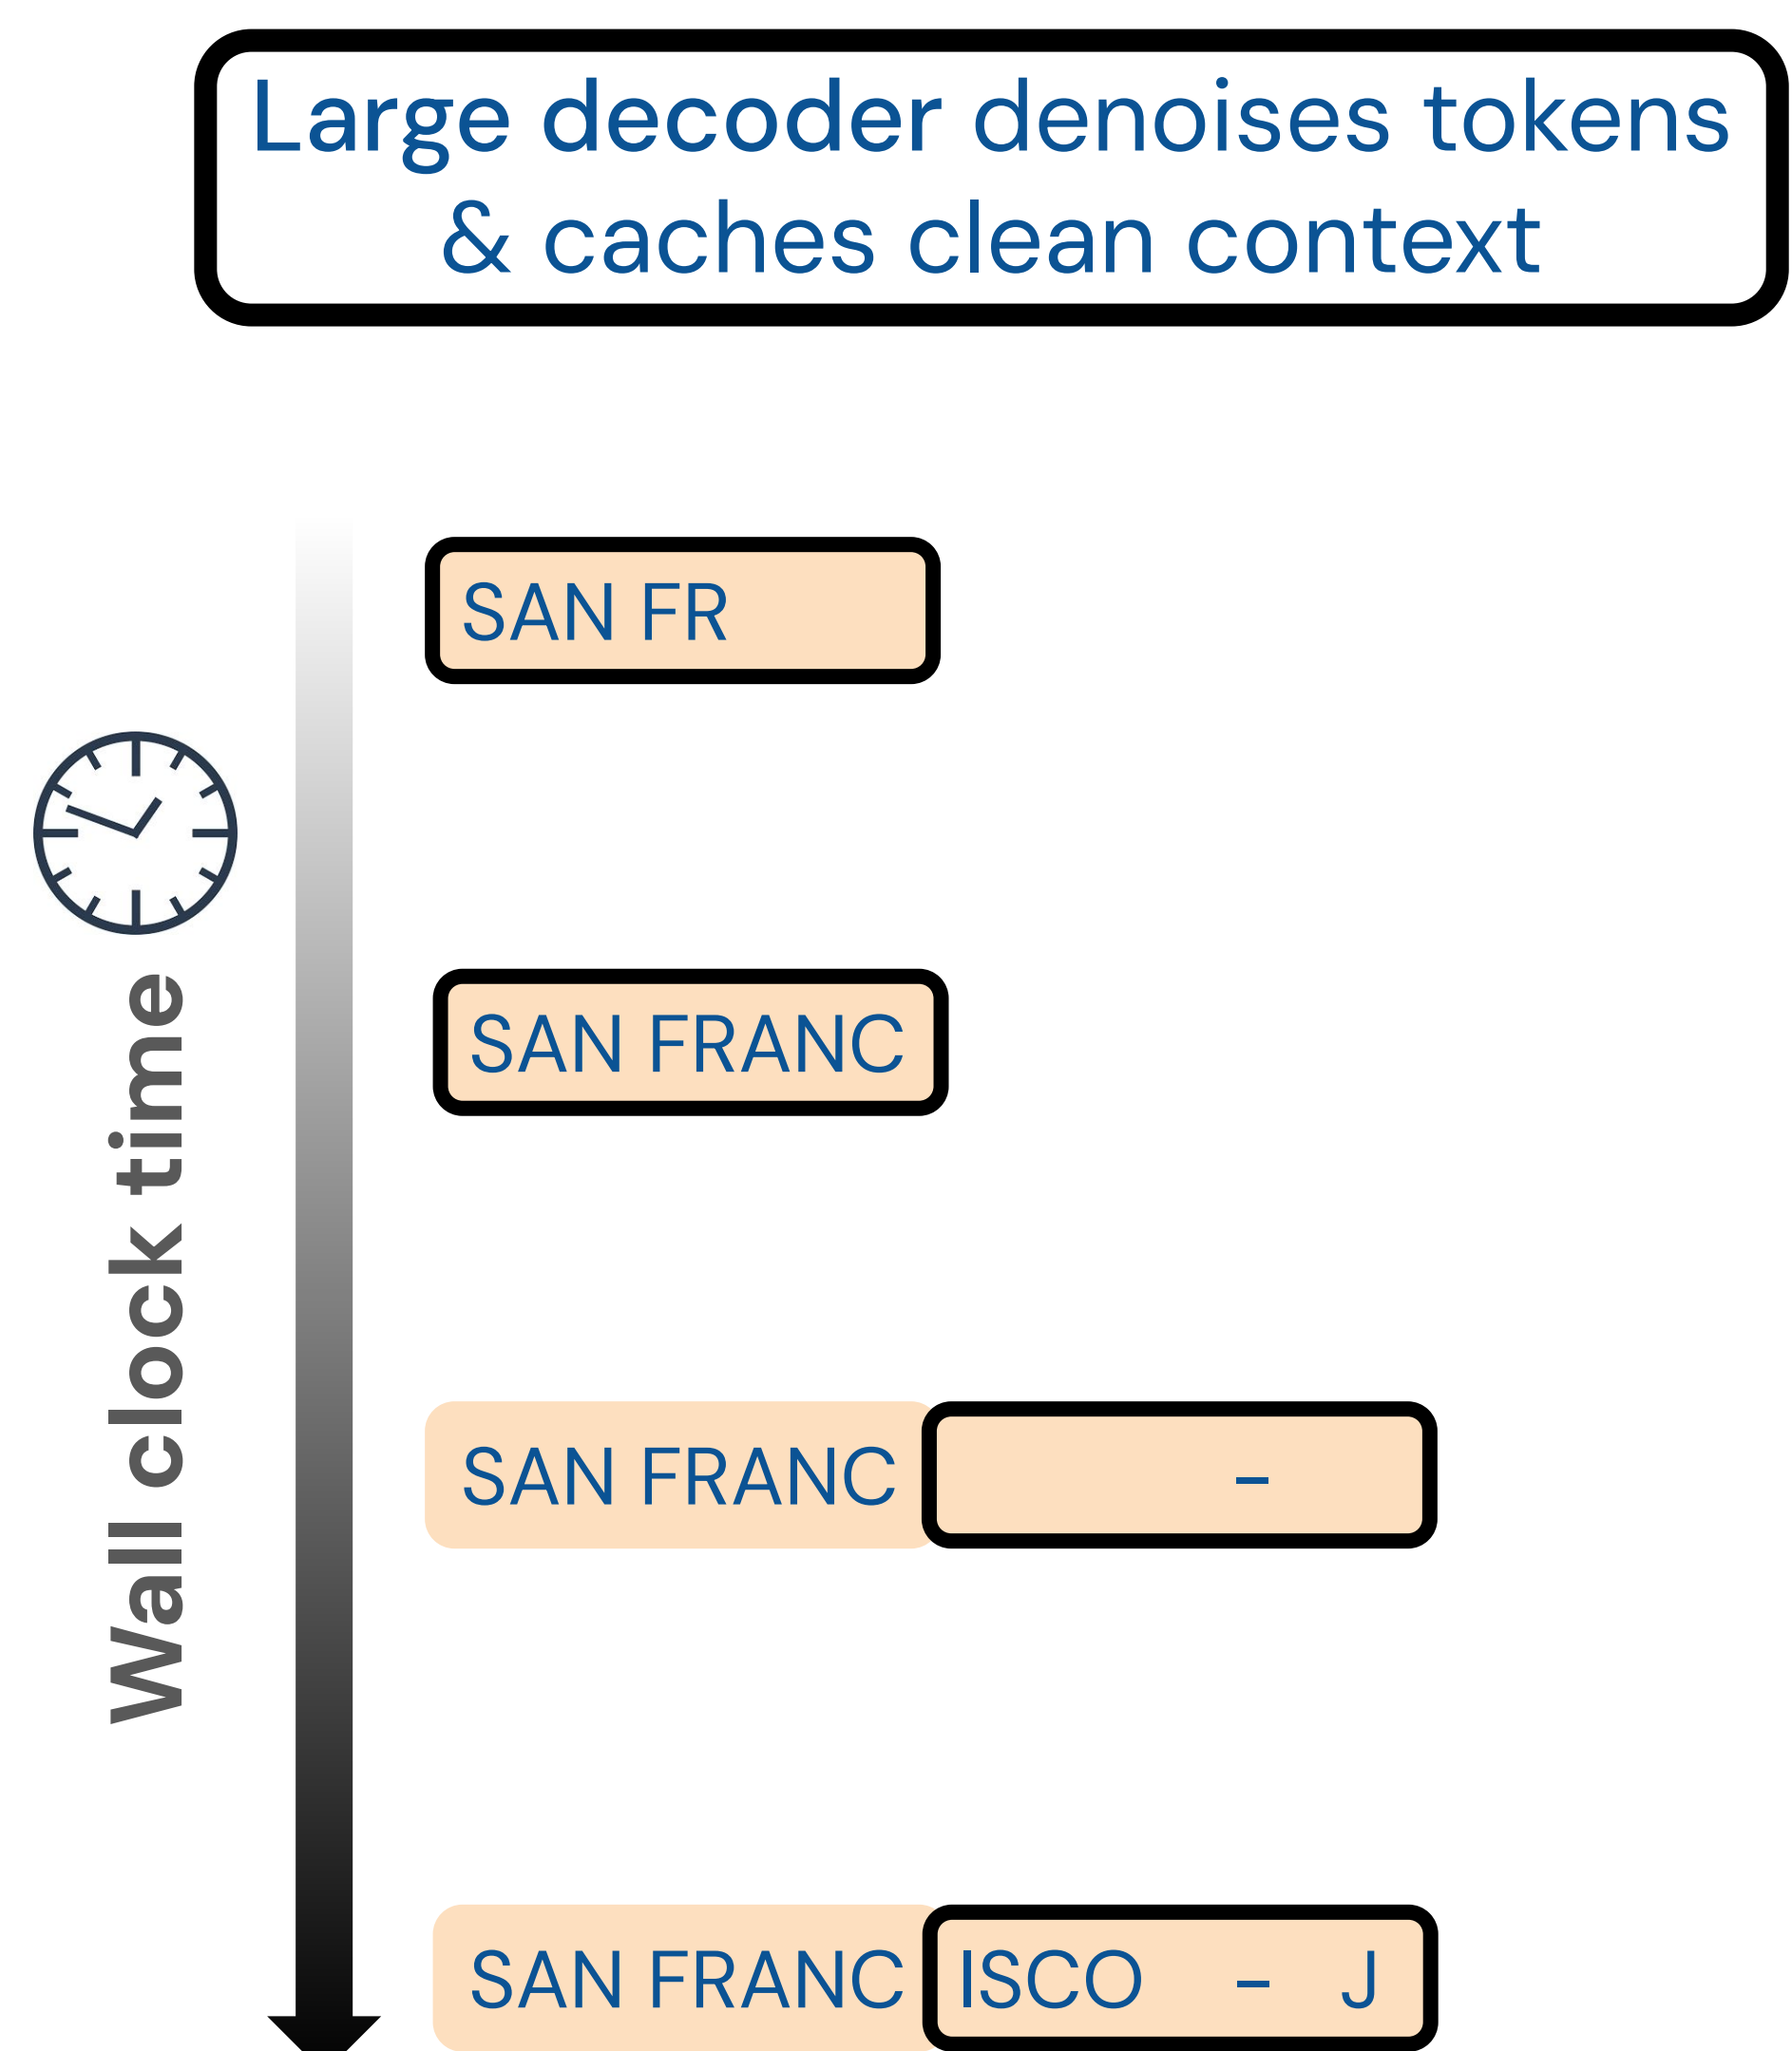 Large decoder denoises tokens
& caches clean context
SAN FR
Wall clock time
SAN FRANC
SAN FRANC –
SAN FRANC ISCO – J